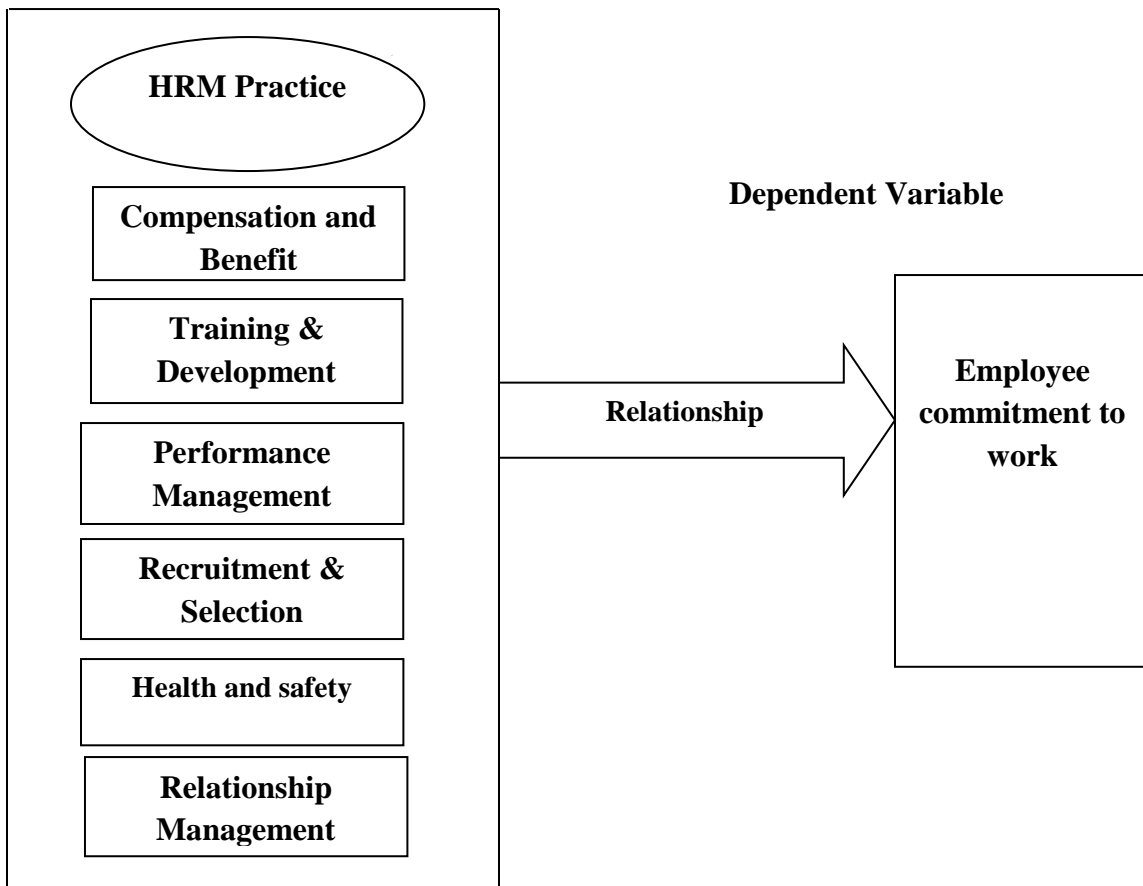 HRM Practice
Compensation and
Benefit
Training &
Development
Performance
Management
Recruitment &
Selection
Health and safety
Relationship
Management
Relationship
Dependent Variable
Employee
commitment to
work